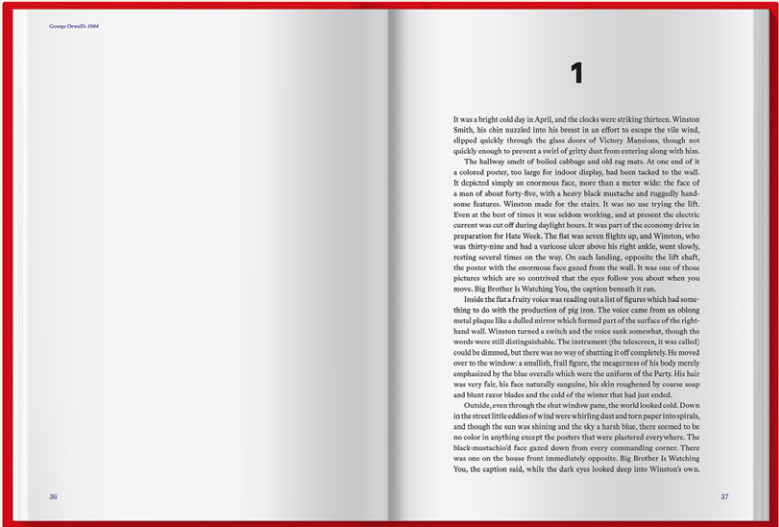 George Orwell's 1984
36
1
It was a bright cold day in April, and the clocks were striking thirteen. Winston
Smith, his chin nuzzled into his breast in an effort to escape the vile wind,
slipped quickly through the glass doors of Victory Mansions, though not
quickly enough to prevent a swirl of gritty dust from entering along with him.
The hallway smelt of boiled cabbage and old rag mats. At one end of it
a colored poster, too large for indoor display, had been tacked to the wall.
It depicted simply an enormous face, more than a meter wide: the face of
a man of about forty-five, with a heavy black mustache and ruggedly hand-
some features. Winston made for the stairs. It was no use trying the lift.
Even at the best of times it was seldom working, and at present the electric
current was cut off during daylight hours. It was part of the economy drive in
preparation for Hate Week. The flat was seven flights up, and Winston, who
was thirty-nine and had a varicose ulcer above his right ankle, went slowly,
resting several times on the way. On each landing, opposite the lift shaft,
the poster with the enormous face gazed from the wall. It was one of those
pictures which are so contrived that the eyes follow you about when you
move. Big Brother Is Watching You, the caption beneath it ran.
Inside the flat a fruity voice was reading out a list of figures which had some-
thing to do with the production of pig iron. The voice came from an oblong
metal plaque like a dulled mirror which formed part of the surface of the right-
hand wall. Winston turned a switch and the voice sank somewhat, though the
words were still distinguishable. The instrument (the telescreen, it was called)
could be dimmed, but there was no way of shutting it off completely. He moved
over to the window: a smallish, frail figure, the meagerness of his body merely
emphasized by the blue overalls which were the uniform of the Party. His hair
was very fair, his face naturally sanguine, his skin roughened by coarse soap
and blunt razor blades and the cold of the winter that had just ended.
Outside, even through the shut window pane, the world looked cold. Down
in the street little eddies of wind were whirling dust and torn paper into spirals,
and though the sun was shining and the sky a harsh blue, there seemed to be
no color in anything except the posters that were plastered everywhere. The
black-mustachio'd face gazed down from every commanding corner. There
was one on the house front immediately opposite. Big Brother Is Watching
You, the caption said, while the dark eyes looked deep into Winston's own.
37